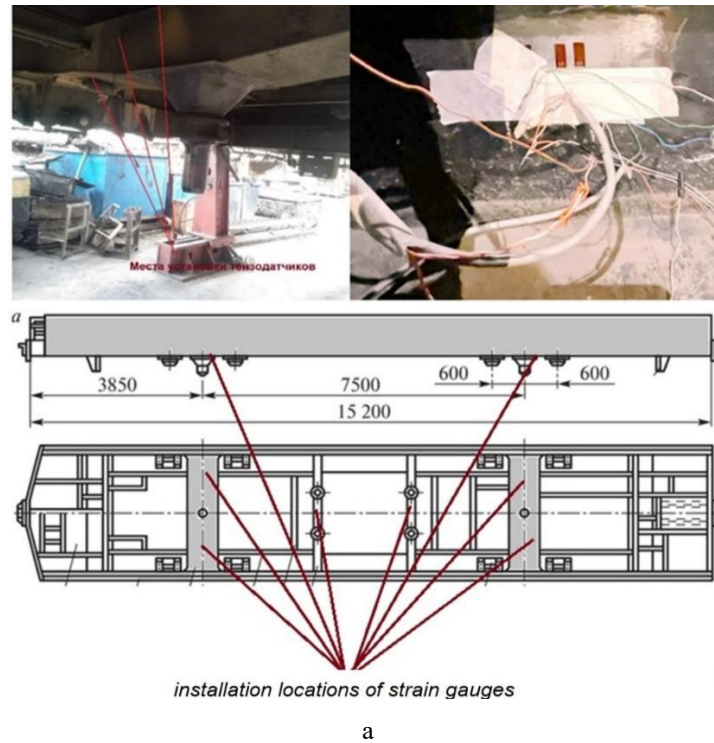 Места установки тензодатчиков
а
3850
7500
600
600
15 200
installation locations of strain gauges
a